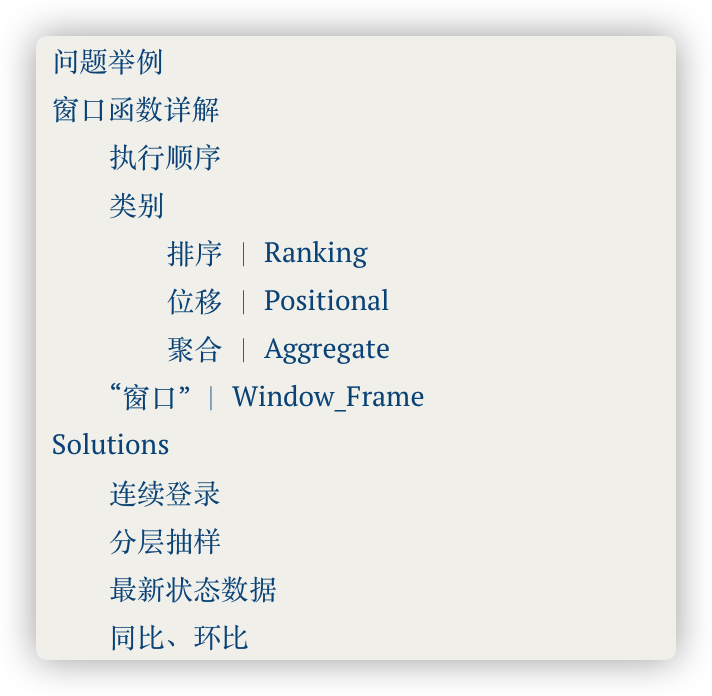 问题举例
窗口函数详解
执行顺序
类别
排序 | Ranking
位移 | Positional
聚合 | Aggregate
“窗口” | Window_Frame
Solutions
连续登录
分层抽样
最新状态数据
同比、环比